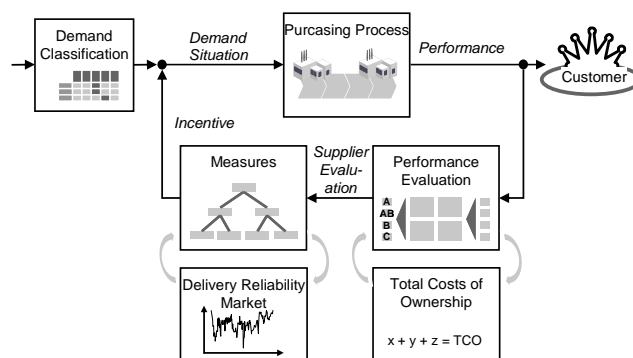 Demand
Classification
Demand
Situation
Purcasing Process
Performance
Customer
Incentive
Measures
Supplier
Evalu-
ation
Performance
Evaluation
A
AB
B
C
Delivery Reliability
Market
Total Costs of
Ownership
x + y + z = TCO